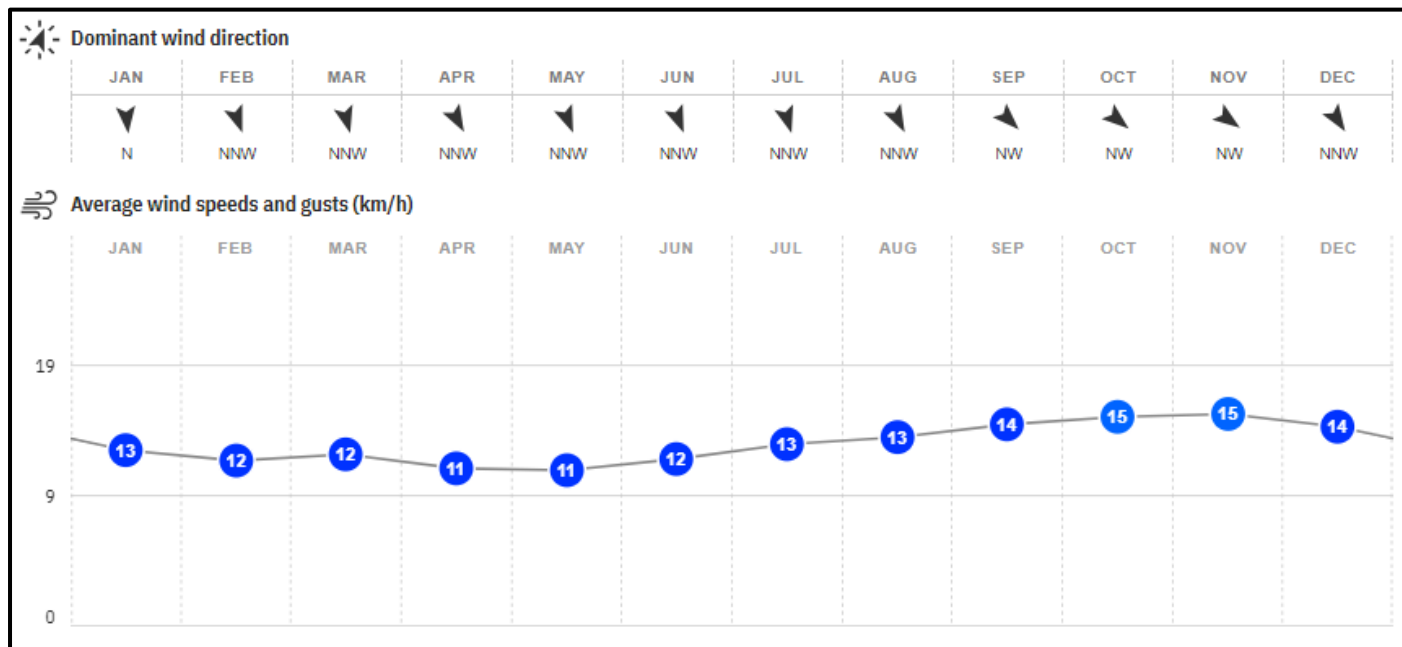 Dominant wind direction
JAN FEB MAR APR MAY JUN JUL AUG SEP OCT NOV DEC
N NNW NNW NNW NNW NNW NNW NNW NW NW NW NNW
Average wind speeds and gusts (km/h)
JAN FEB MAR APR MAY JUN JUL AUG SEP OCT NOV DEC
19
13 12 12 11 11 12 13 13 14 15 15 14
9
0